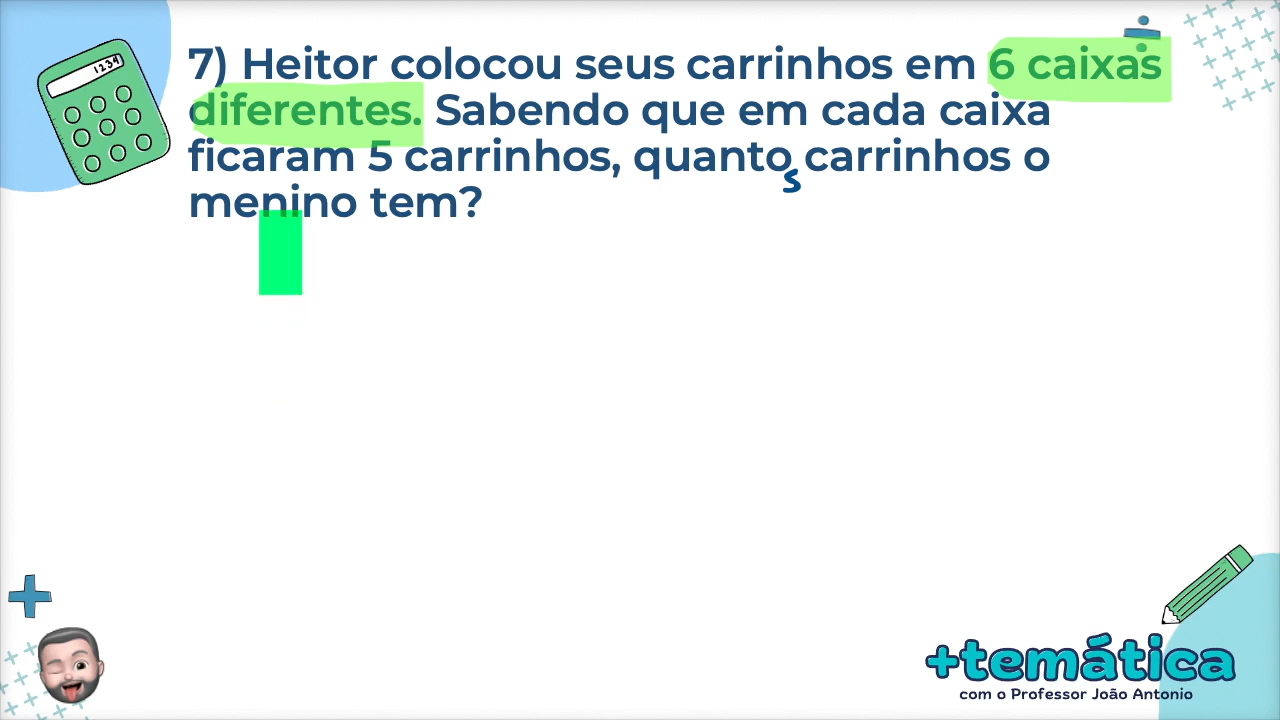 1234
7) Heitor colocou seus carrinhos em 6 caixas
diferentes. Sabendo que em cada caixa
ficaram 5 carrinhos, quantos carrinhos o
menino tem?
+temática
com o Professor João Antonio